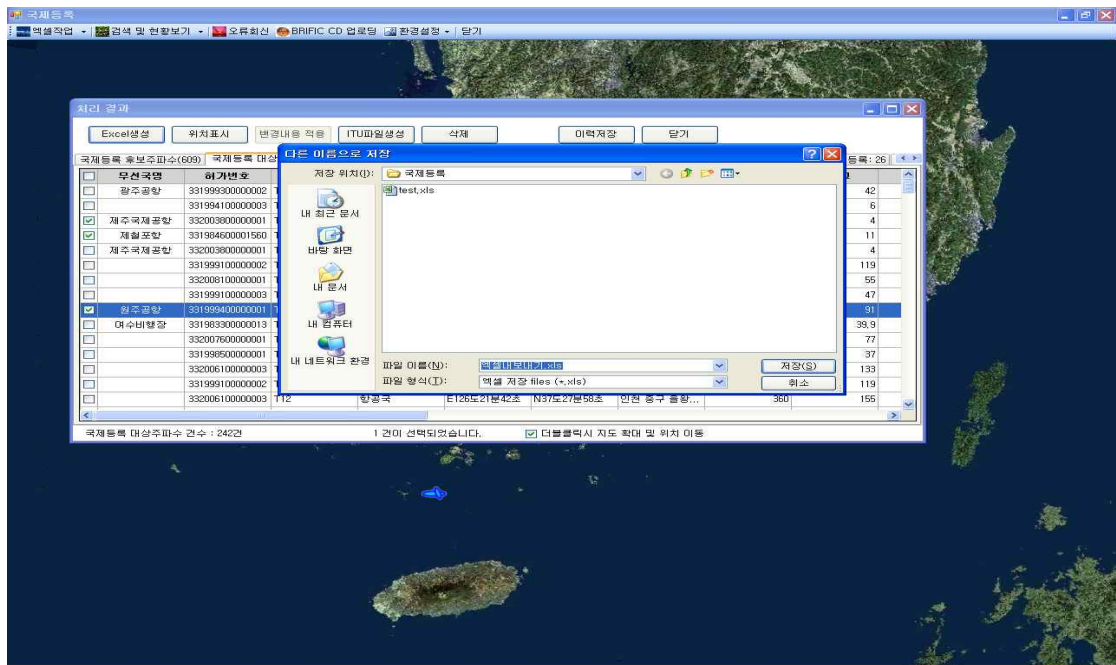 국제등록
엑셀작업 검색 및 현황보기 오류회신 BRIFIC CD 업로딩 환경설정 닫기
처리 결과
Excel생성 위치표시 변경내용 적용 ITU파일생성 삭제 이력저장 닫기
국제등록 후보주파수(609) 국제등록 대상 등록: 26
다른 이름으로 저장
저장 위치(I): 국제등록
test.xls
내 최근 문서
바탕 화면
내 문서
내 컴퓨터
내 네트워크 환경
파일 이름(N): 엑셀내보내기.xls 저장(S)
파일 형식(T): 엑셀 저장 files (*.xls) 취소
무선국명 허가번호
광주공항 331999300000002 42
331994100000003 6
제주국제공항 332003800000001 4
제철포항 331984600001560 11
제주국제공항 332003800000001 4
331999100000002 119
332008100000001 55
331999100000003 47
원주공항 331999400000001 91
여수비행장 331983300000013 39.9
332007600000001 77
331998500000001 37
332006100000003 133
331999100000002 119
332006100000003 T12 항공국 E126도21분42초 N37도27분58초 인천 중구 을왕... 360 155
국제등록 대상주파수 건수 : 242건 1 건이 선택되었습니다. 더블클릭시 지도 확대 및 위치 이동